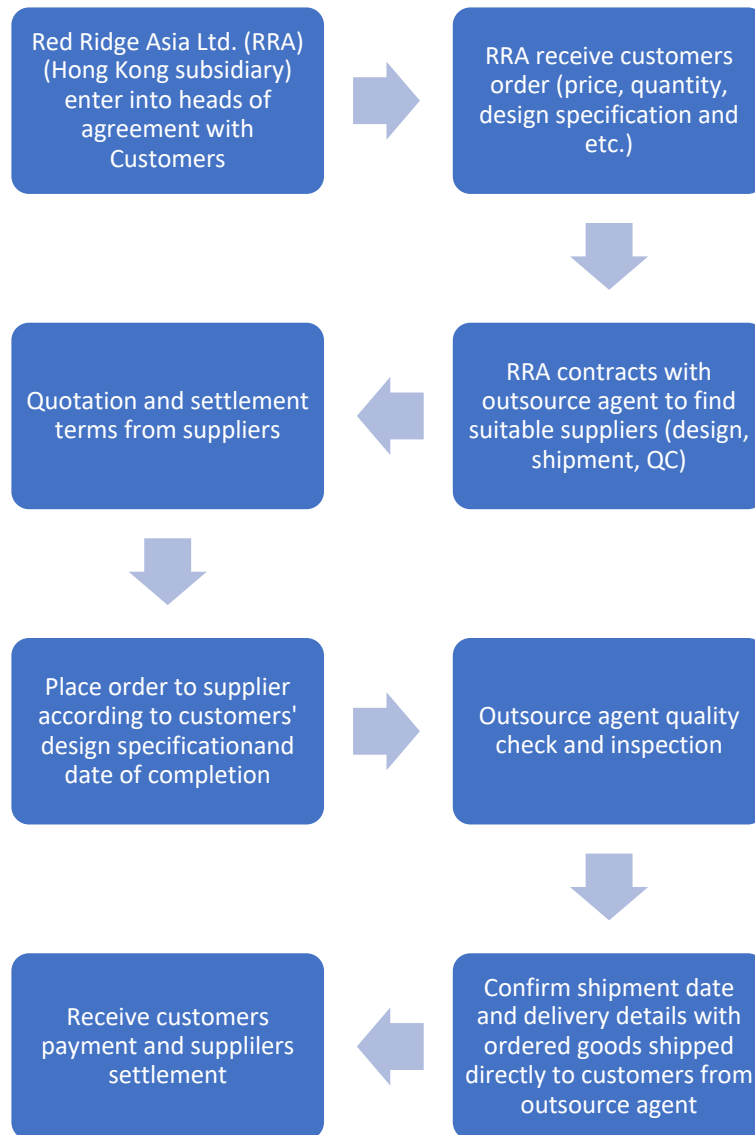 Red Ridge Asia Ltd. (RRA)
(Hong Kong subsidiary)
enter into heads of
agreement with
Customers
RRA receive customers
order (price, quantity,
design specification and
etc.)
RRA contracts with
outsource agent to find
suitable suppliers (design,
shipment, QC)
Quotation and settlement
terms from suppliers
Place order to supplier
according to customers'
design specificationand
date of completion
Outsource agent quality
check and inspection
Confirm shipment date
and delivery details with
ordered goods shipped
directly to customers from
outsource agent
Receive customers
payment and supplilers
settlement